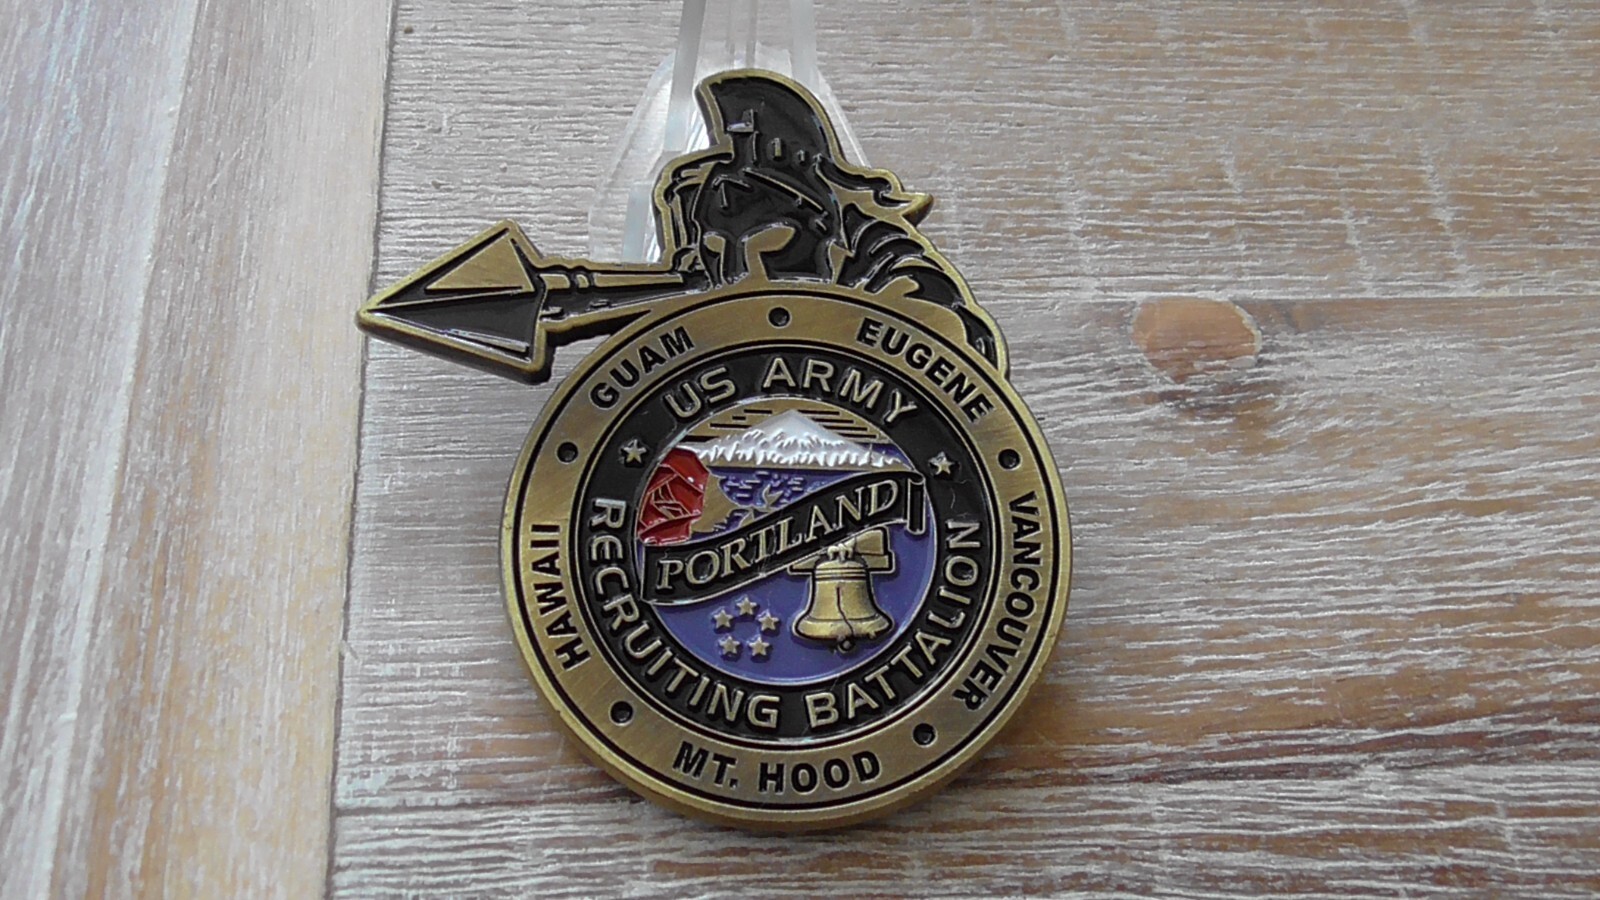 GUAM
EUGENE
VANCOUVER
MT. HOOD
HAWAII
US ARMY
RECRUITING BATTALION
PORTLAND